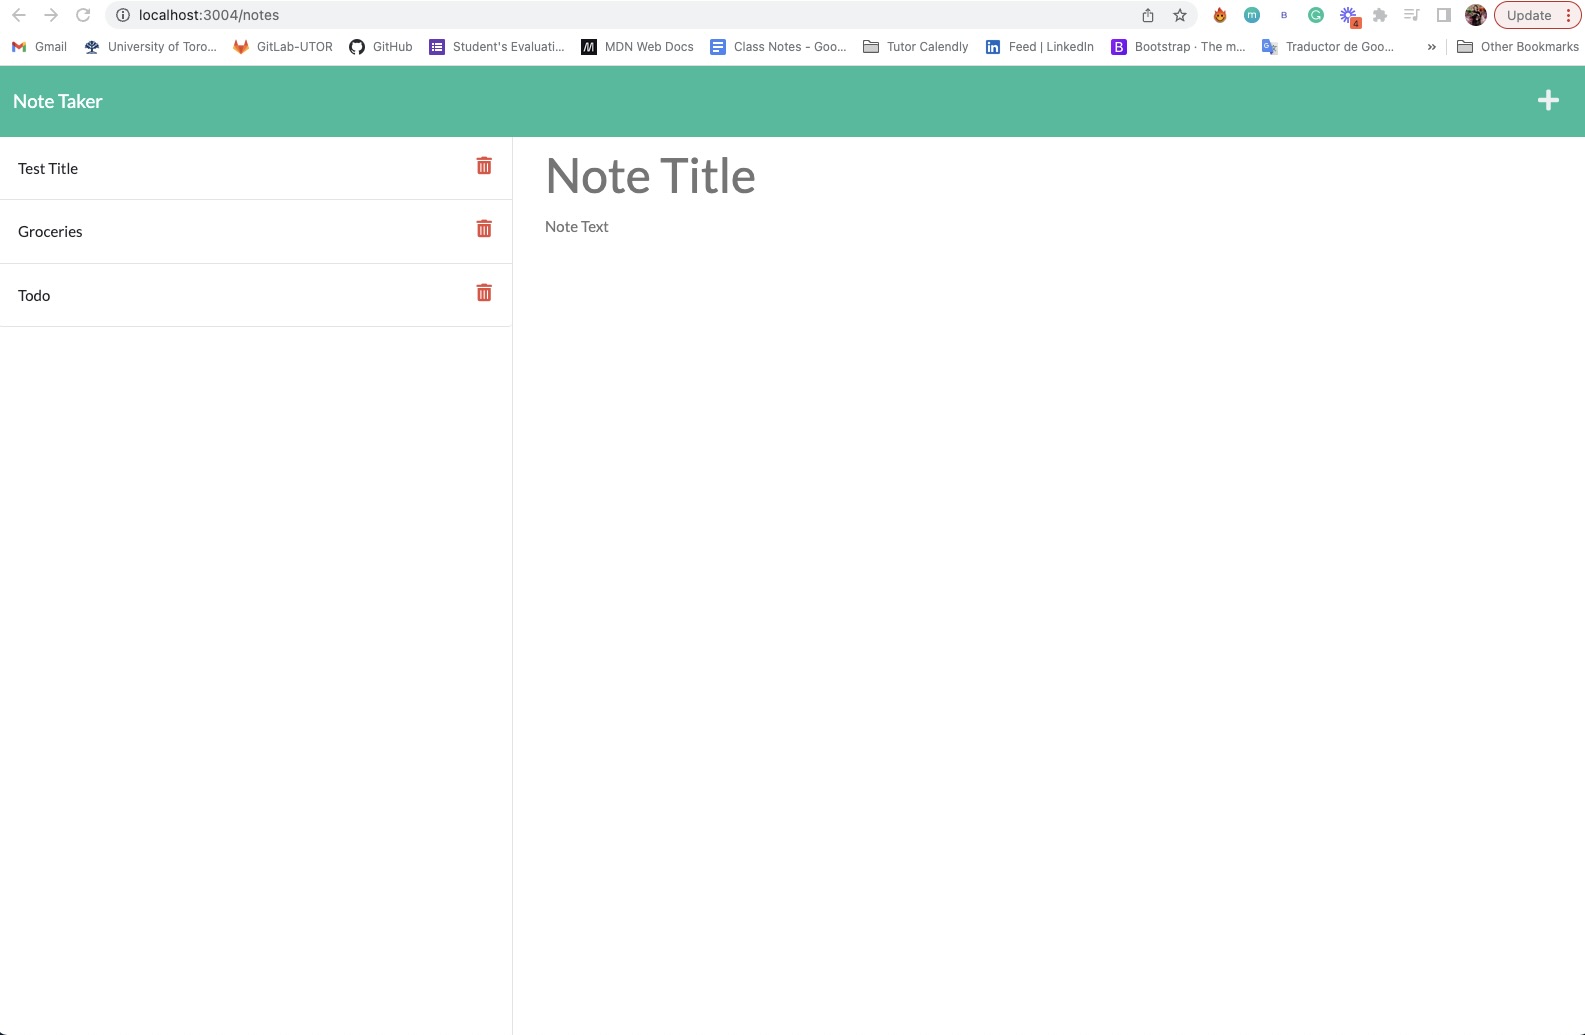 localhost:3004/notes
m
B
4
Update
Gmail
University of Toro...
GitLab-UTOR
GitHub
Student's Evaluati...
MDN Web Docs
Class Notes - Goo...
Tutor Calendly
Feed | LinkedIn
Bootstrap · The m...
Traductor de Goo...
»
Other Bookmarks
Note Taker
Test Title
Groceries
Todo
Note Title
Note Text